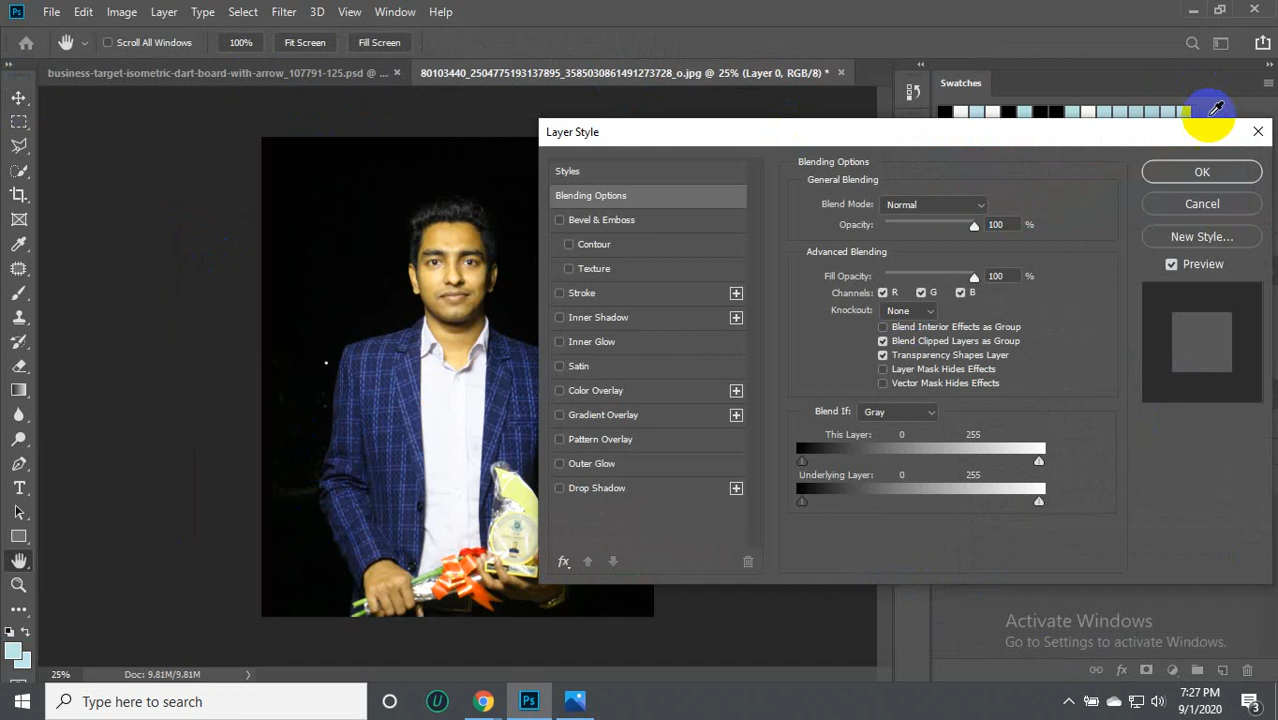 Ps File Edit Image Layer Type Select Filter 3D View Window Help
Scroll All Windows 100% Fit Screen Fill Screen
business-target-isometric-dart-board-with-arrow_107791-125.psd @ ... × 80103440_2504775193137895_3585030861491273728_o.jpg @ 25% (Layer 0, RGB/8) * ×
Swatches
Layer Style
Styles
Blending Options
Bevel & Emboss
Contour
Texture
Stroke
Inner Shadow
Inner Glow
Satin
Color Overlay
Gradient Overlay
Pattern Overlay
Outer Glow
Drop Shadow
fx
Blending Options
General Blending
Blend Mode: Normal
Opacity: 100 %
Advanced Blending
Fill Opacity: 100 %
Channels: R G B
Knockout: None
Blend Interior Effects as Group
Blend Clipped Layers as Group
Transparency Shapes Layer
Layer Mask Hides Effects
Vector Mask Hides Effects
Blend If: Gray
This Layer: 0 255
Underlying Layer: 0 255
OK
Cancel
New Style...
Preview
Activate Windows
Go to Settings to activate Windows.
fx
25% Doc: 9.81M/9.81M
Type here to search
U
Ps
7:27 PM
9/1/2020
3